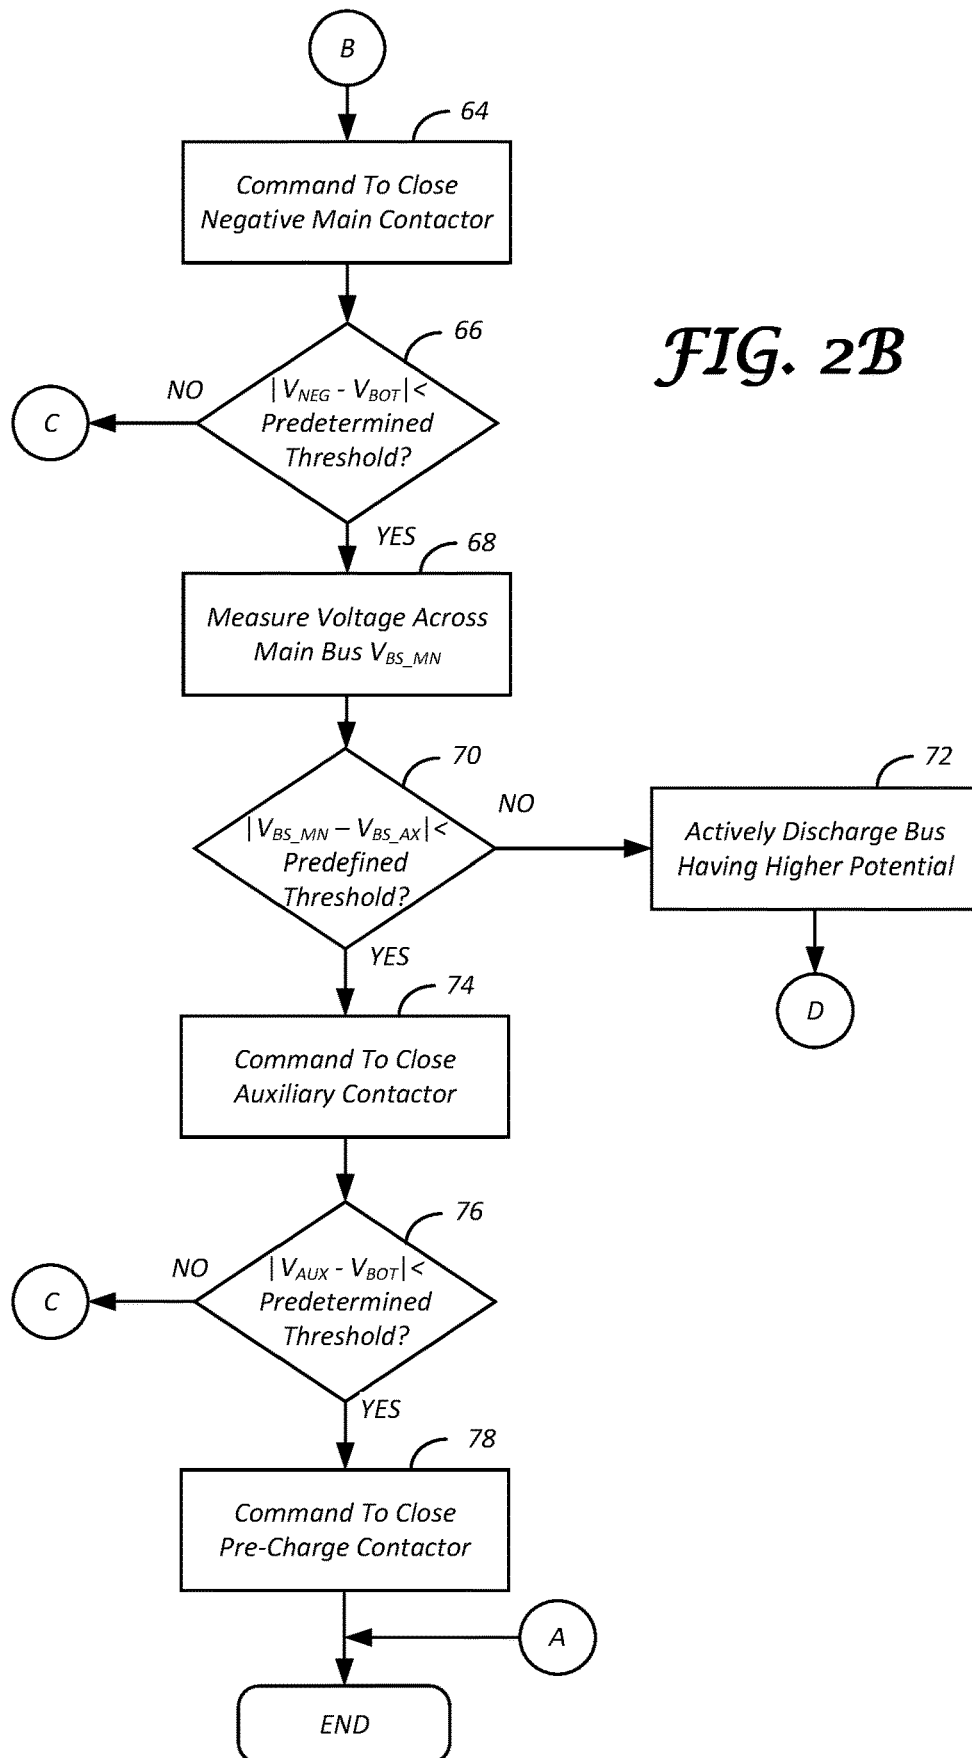 B
64
Command To Close
Negative Main Contactor
FIG. 2B
66
|V_NEG - V_BOT| <
Predetermined
Threshold?
NO
C
YES
68
Measure Voltage Across
Main Bus V_BS_MN
70
|V_BS_MN – V_BS_AX| <
Predefined
Threshold?
NO
72
Actively Discharge Bus
Having Higher Potential
D
YES
74
Command To Close
Auxiliary Contactor
76
|V_AUX - V_BOT| <
Predetermined
Threshold?
NO
C
YES
78
Command To Close
Pre-Charge Contactor
A
END